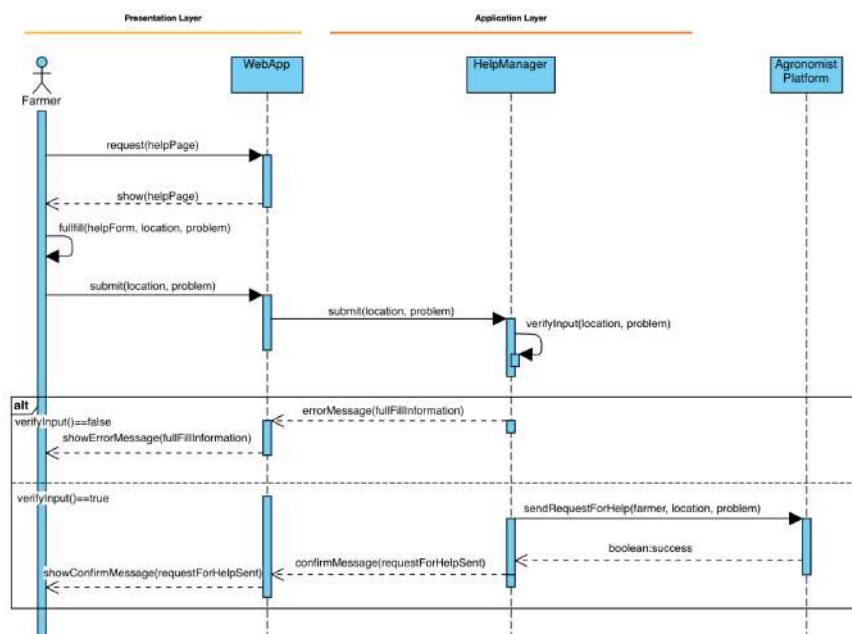 Presentation Layer
Application Layer
WebApp
HelpManager
Agronomist
Platform
Farmer
request(helpPage)
show(helpPage)
fullfill(helpForm, location, problem)
submit(location, problem)
submit(location, problem)
verifyInput(location, problem)
alt
errorMessage(fullFillInformation)
verifyInput()==false
showErrorMessage(fullFillInformation)
verifyInput()==true
sendRequestForHelp(farmer, location, problem)
boolean:success
confirmMessage(requestForHelpSent)
showConfirmMessage(requestForHelpSent)